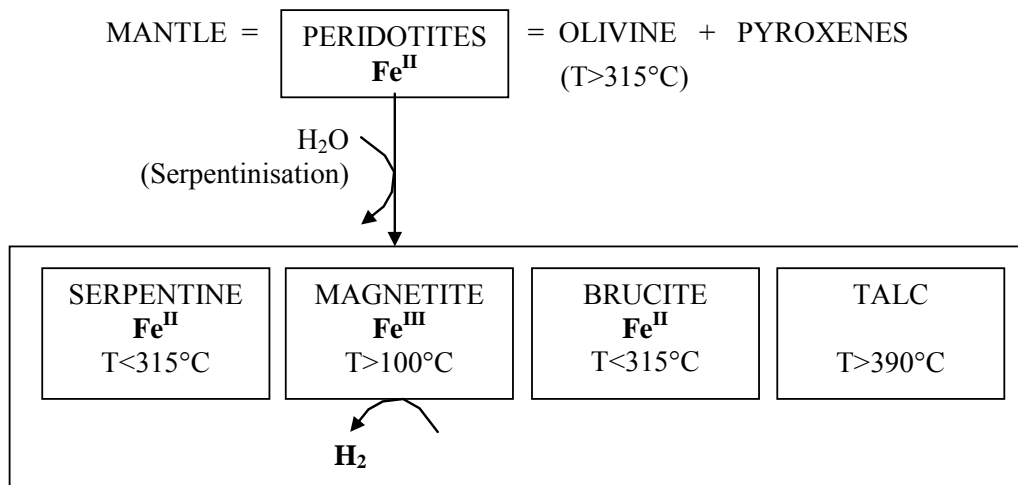 MANTLE = PERIDOTITES = OLIVINE + PYROXENES
Fe^II
(T>315°C)
H₂O
(Serpentinisation)
SERPENTINE
Fe^II
T<315°C
MAGNETITE
Fe^III
T>100°C
BRUCITE
Fe^II
T<315°C
TALC
T>390°C
H₂